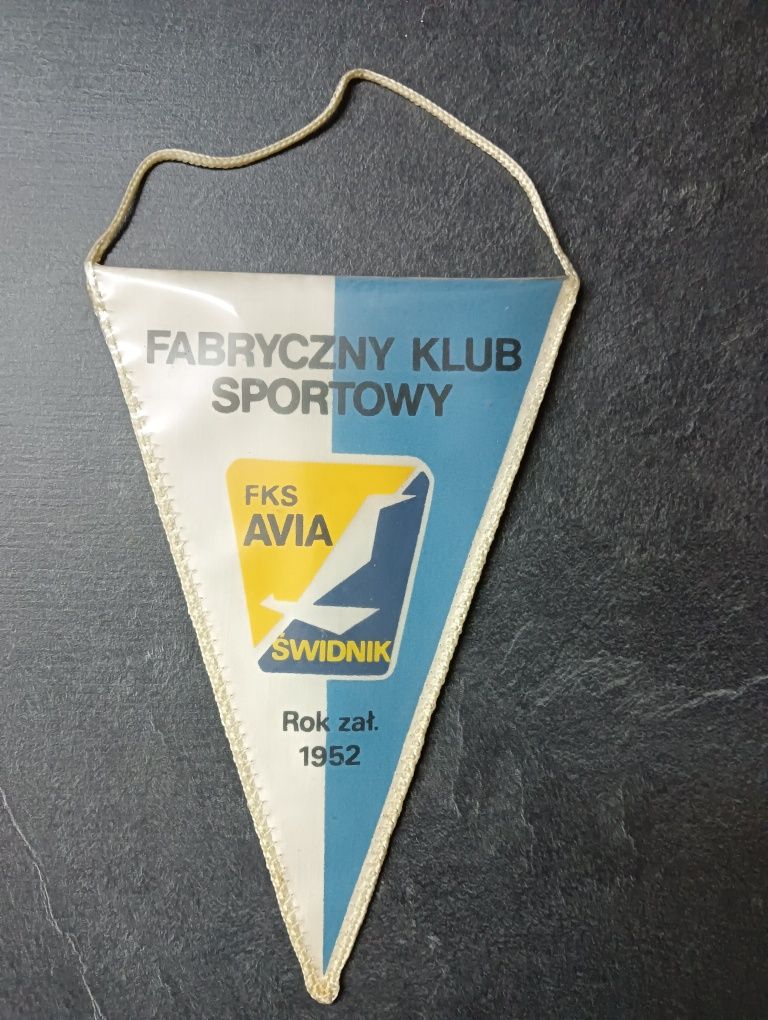 FABRYCZNY KLUB
SPORTOWY
FKS
AVIA
ŚWIDNIK
Rok zał.
1952